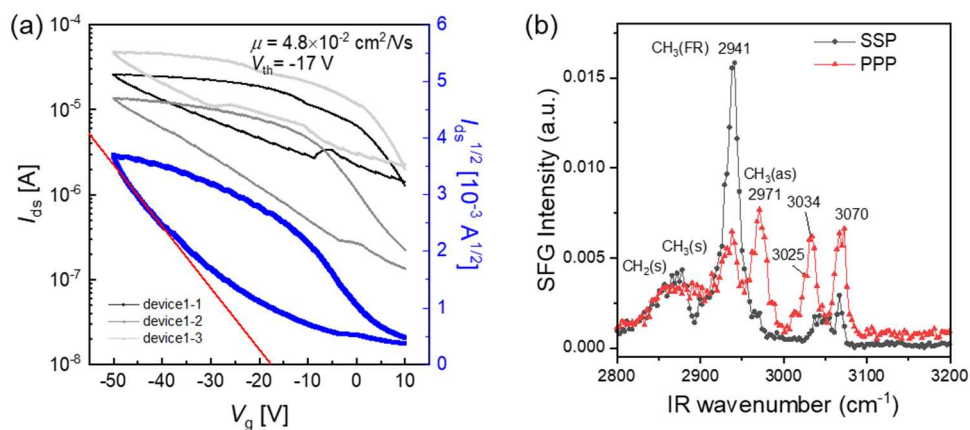 (a)
μ = 4.8×10⁻² cm²/Vs
V_th= -17 V
10⁻⁴
10⁻⁵
10⁻⁶
10⁻⁷
10⁻⁸
I_ds [A]
6
5
4
3
2
1
0
I_ds^1/2 [10⁻³ A^1/2]
device1-1
device1-2
device1-3
-50 -40 -30 -20 -10 0 10
V_g [V]
(b)
SSP
PPP
CH₃(FR) 2941
CH₃(as)
2971
3034
3070
3025
CH₃(s)
CH₂(s)
0.015
0.010
0.005
0.000
SFG Intensity (a.u.)
2800 2900 3000 3100 3200
IR wavenumber (cm⁻¹)